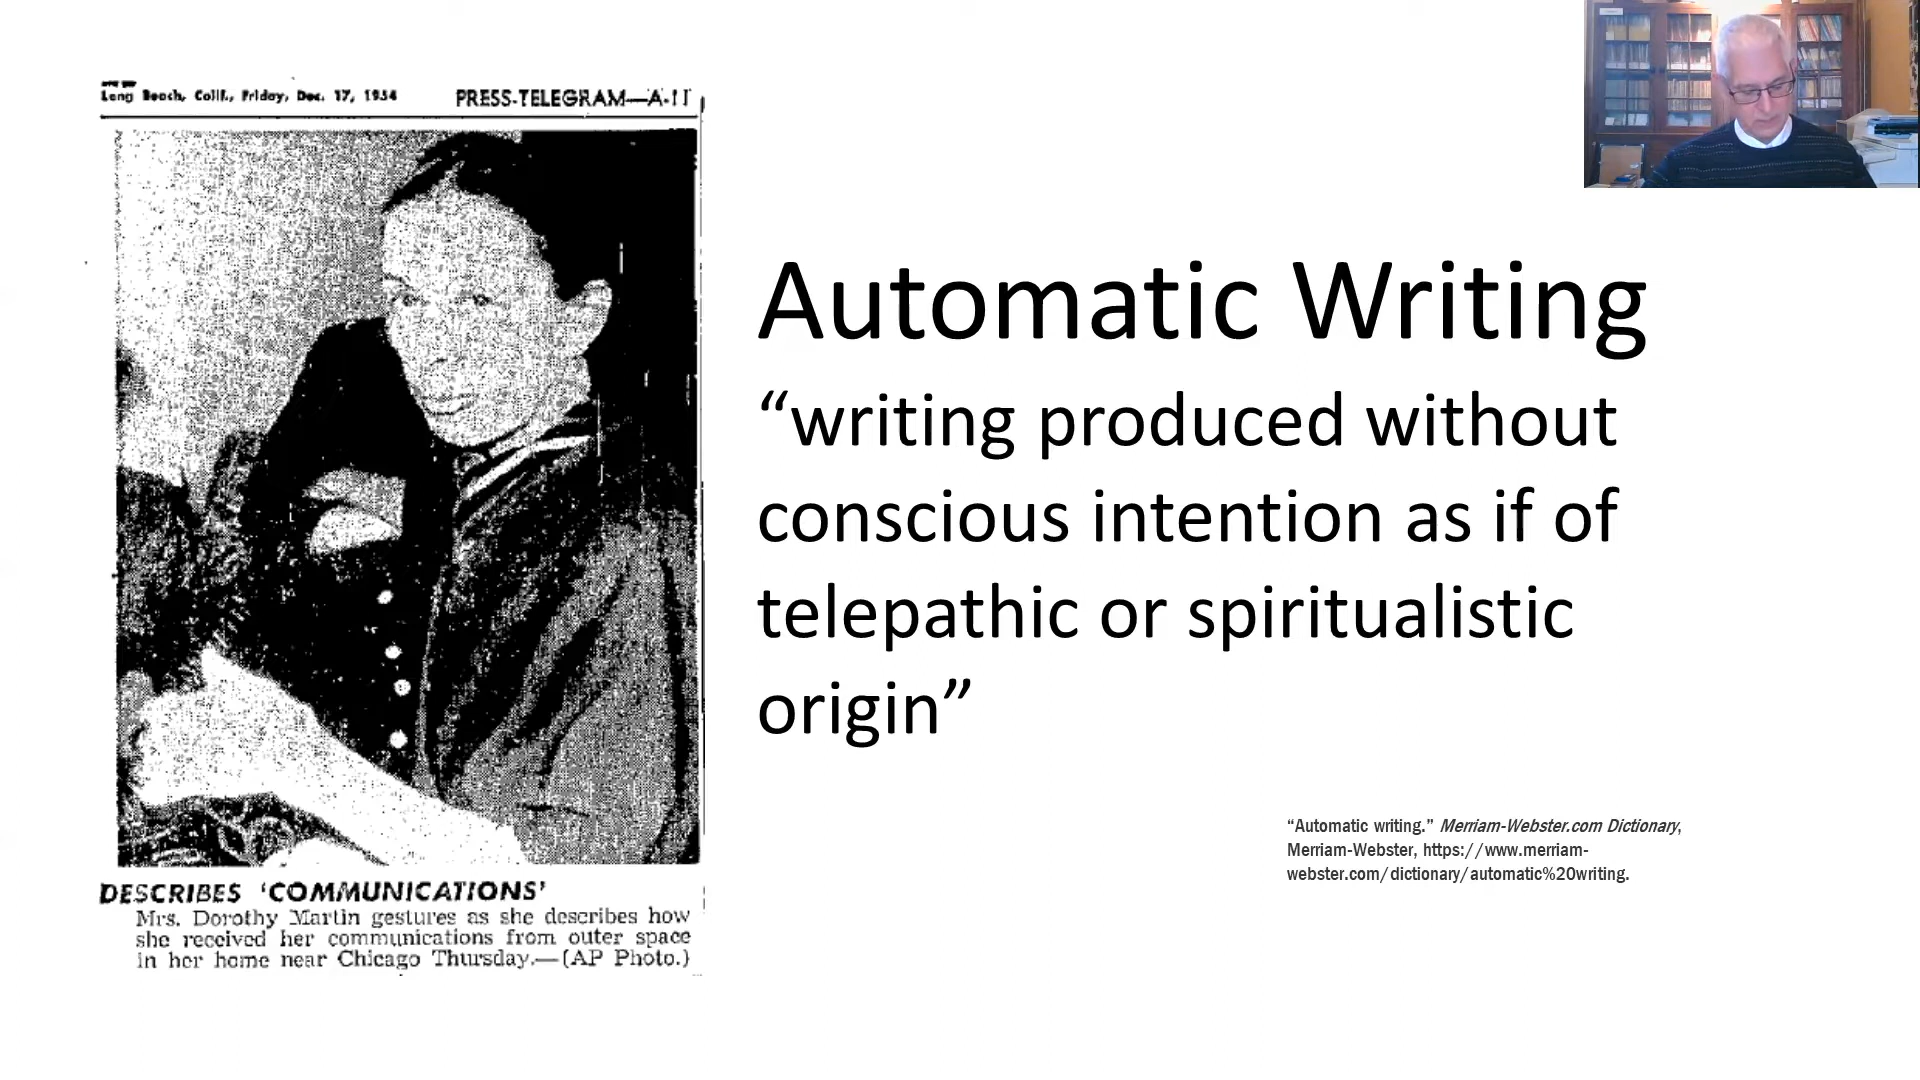 Long Beach, Calif., Friday, Dec. 17, 1954
PRESS-TELEGRAM—A-11
DESCRIBES 'COMMUNICATIONS'
Mrs. Dorothy Martin gestures as she describes how
she received her communications from outer space
in her home near Chicago Thursday.—(AP Photo.)
Automatic Writing
“writing produced without
conscious intention as if of
telepathic or spiritualistic
origin”
“Automatic writing.” Merriam-Webster.com Dictionary,
Merriam-Webster, https://www.merriam-
webster.com/dictionary/automatic%20writing.